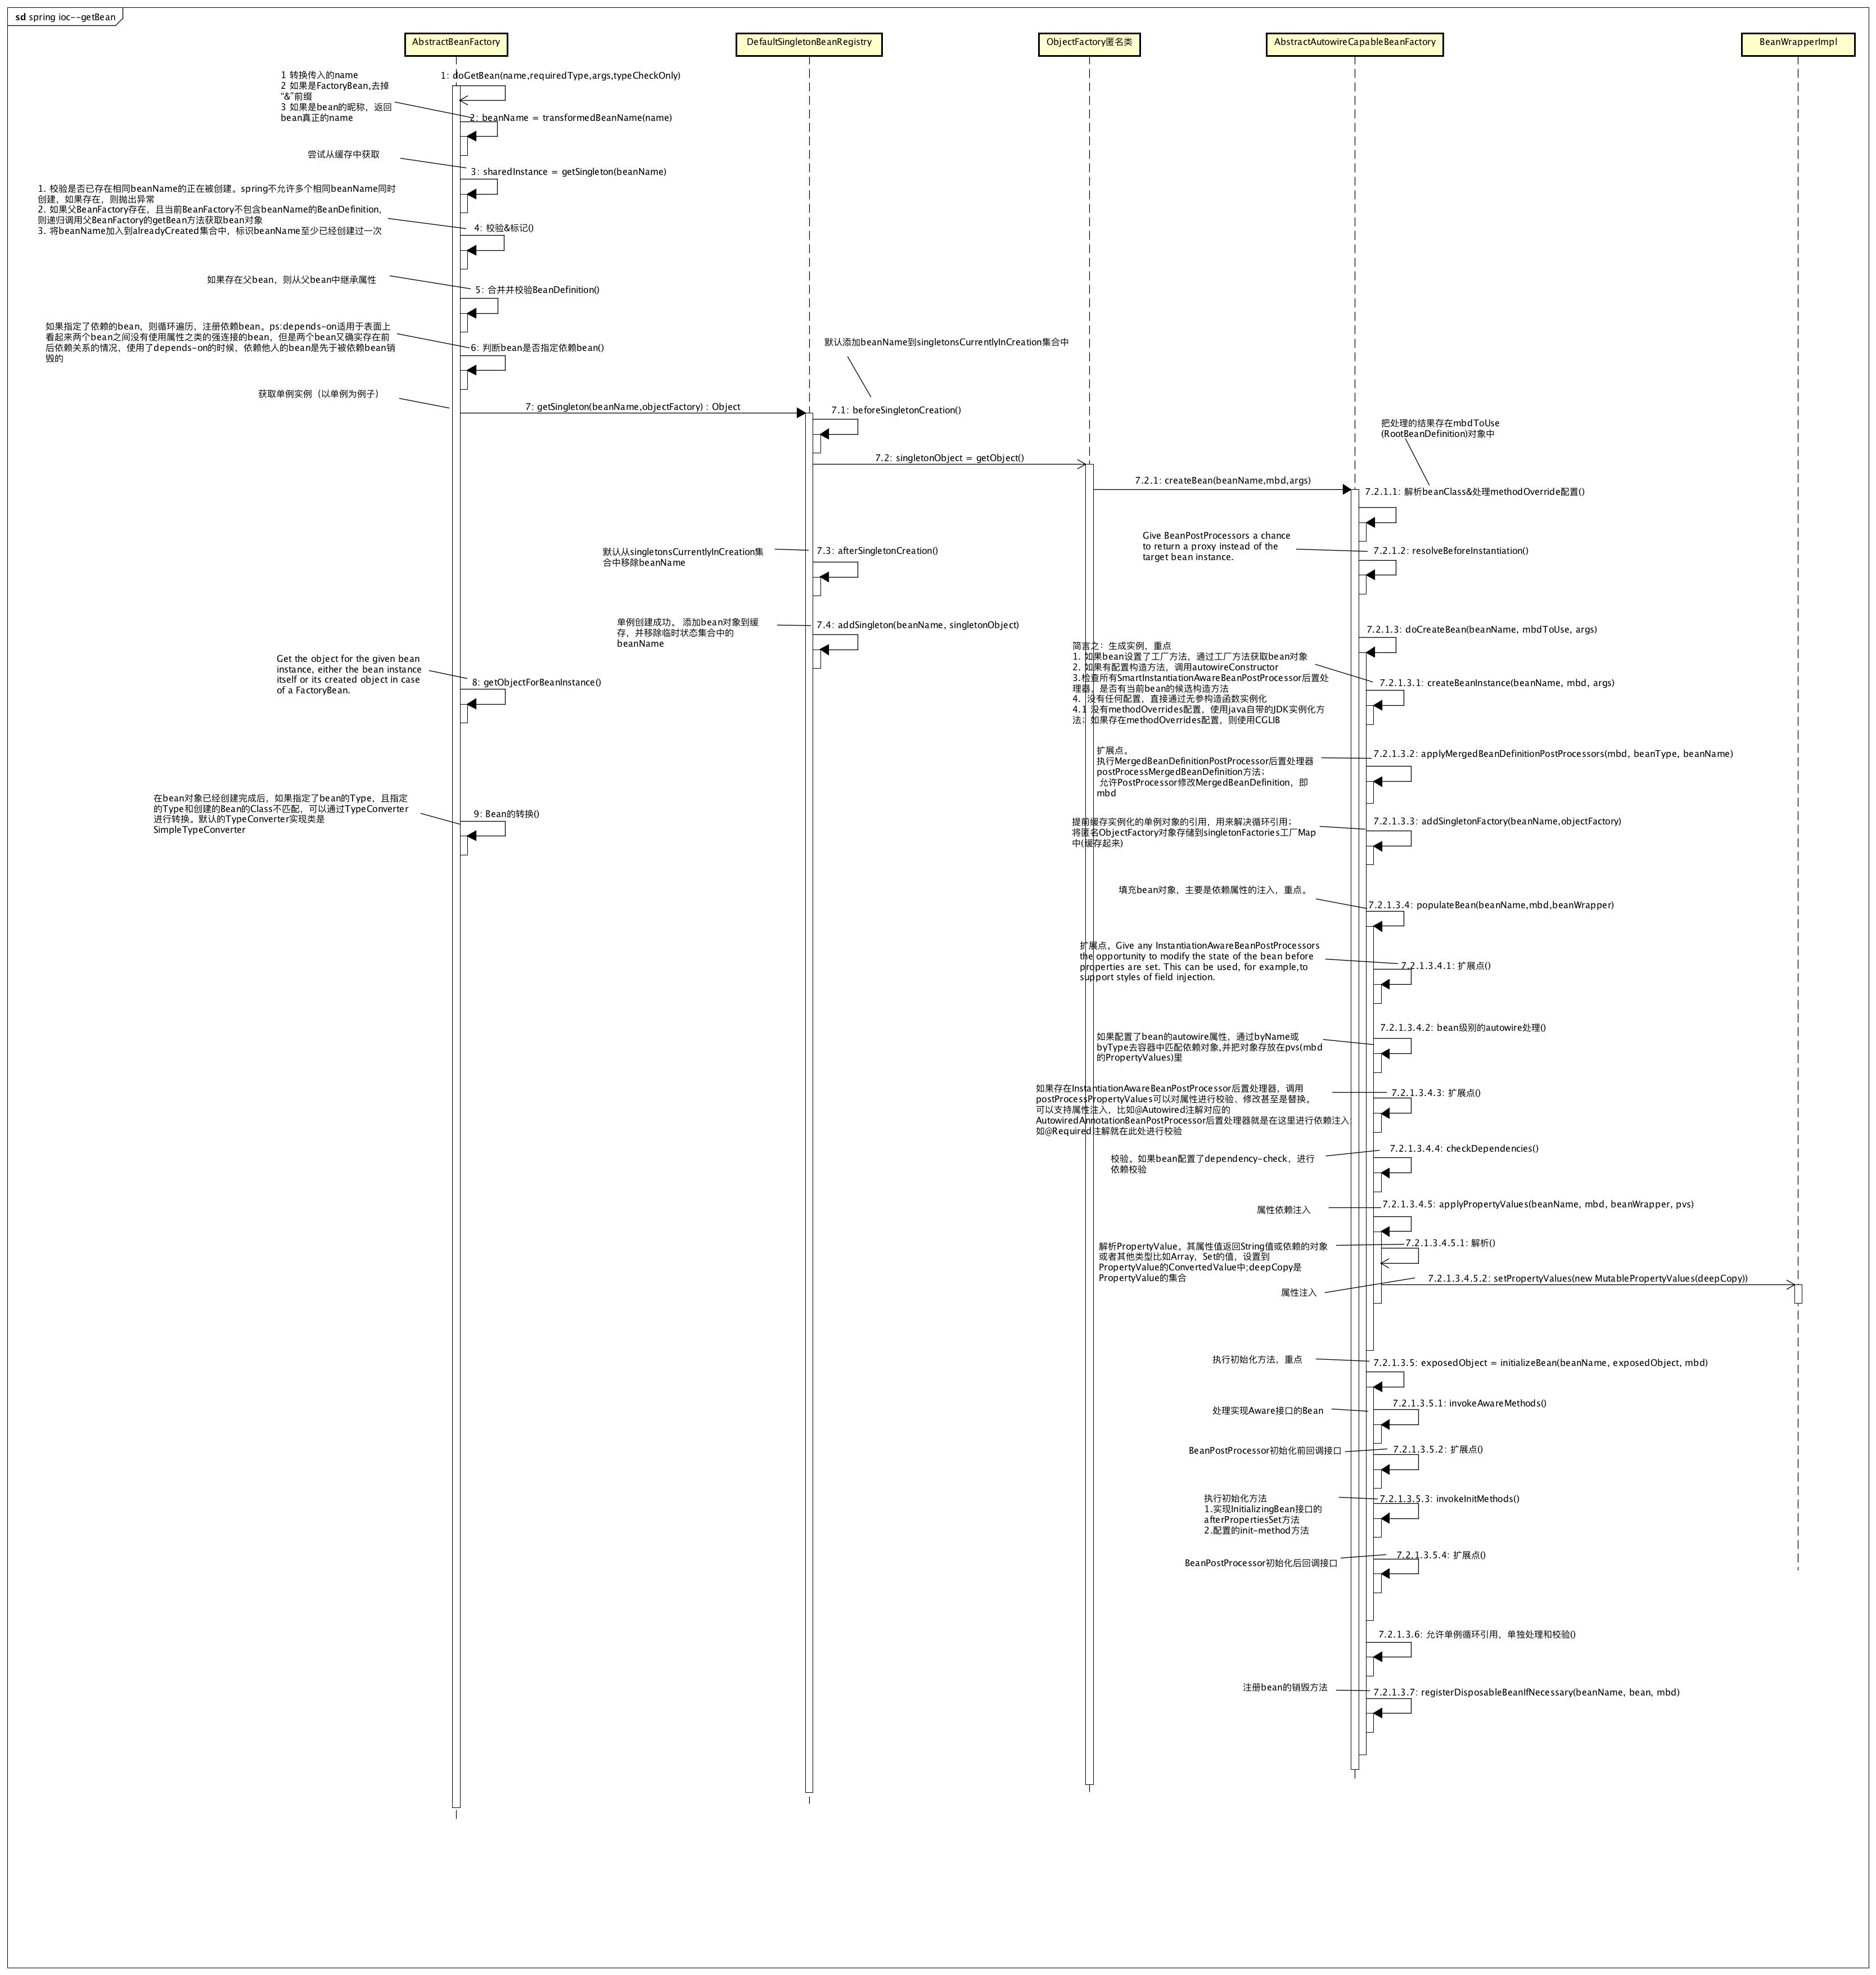 sd spring ioc--getBean
AbstractBeanFactory
DefaultSingletonBeanRegistry
ObjectFactory匿名类
AbstractAutowireCapableBeanFactory
BeanWrapperImpl
1 转换传入的name
2 如果是FactoryBean,去掉
“&”前缀
3 如果是bean的昵称，返回
bean真正的name
1: doGetBean(name,requiredType,args,typeCheckOnly)
2: beanName = transformedBeanName(name)
尝试从缓存中获取
3: sharedInstance = getSingleton(beanName)
1. 校验是否已存在相同beanName的正在被创建。spring不允许多个相同beanName同时
创建，如果存在，则抛出异常
2. 如果父BeanFactory存在，且当前BeanFactory不包含beanName的BeanDefinition,
则递归调用父BeanFactory的getBean方法获取bean对象
3. 将beanName加入到alreadyCreated集合中，标识beanName至少已经创建过一次
4: 校验&标记()
如果存在父bean，则从父bean中继承属性
5: 合并并校验BeanDefinition()
如果指定了依赖的bean，则循环遍历，注册依赖bean。ps:depends-on适用于表面上
看起来两个bean之间没有使用属性之类的强连接的bean，但是两个bean又确实存在前
后依赖关系的情况，使用了depends-on的时候，依赖他人的bean是先于被依赖bean销
毁的
6: 判断bean是否指定依赖bean()
默认添加beanName到singletonsCurrentlyInCreation集合中
获取单例实例（以单例为例子）
7: getSingleton(beanName,objectFactory) : Object
7.1: beforeSingletonCreation()
把处理的结果存在mbdToUse
(RootBeanDefinition)对象中
7.2: singletonObject = getObject()
7.2.1: createBean(beanName,mbd,args)
7.2.1.1: 解析beanClass&处理methodOverride配置()
Give BeanPostProcessors a chance
to return a proxy instead of the
target bean instance.
7.2.1.2: resolveBeforeInstantiation()
默认从singletonsCurrentlyInCreation集
合中移除beanName
7.3: afterSingletonCreation()
单例创建成功。 添加bean对象到缓
存，并移除临时状态集合中的
beanName
7.4: addSingleton(beanName, singletonObject)
7.2.1.3: doCreateBean(beanName, mbdToUse, args)
简言之：生成实例，重点
1. 如果bean设置了工厂方法，通过工厂方法获取bean对象
2. 如果有配置构造方法，调用autowireConstructor
3.检查所有SmartInstantiationAwareBeanPostProcessor后置处
理器，是否有当前bean的候选构造方法
4.  没有任何配置，直接通过无参构造函数实例化
4.1 没有methodOverrides配置，使用java自带的JDK实例化方
法；如果存在methodOverrides配置，则使用CGLIB
7.2.1.3.1: createBeanInstance(beanName, mbd, args)
Get the object for the given bean
instance, either the bean instance
itself or its created object in case
of a FactoryBean.
8: getObjectForBeanInstance()
扩展点。
执行MergedBeanDefinitionPostProcessor后置处理器
postProcessMergedBeanDefinition方法；
允许PostProcessor修改MergedBeanDefinition，即
mbd
7.2.1.3.2: applyMergedBeanDefinitionPostProcessors(mbd, beanType, beanName)
在bean对象已经创建完成后，如果指定了bean的Type，且指定
的Type和创建的Bean的Class不匹配，可以通过TypeConverter
进行转换。默认的TypeConverter实现类是
SimpleTypeConverter
9: Bean的转换()
提前缓存实例化的单例对象的引用，用来解决循环引用；
将匿名ObjectFactory对象存储到singletonFactories工厂Map
中(缓存起来)
7.2.1.3.3: addSingletonFactory(beanName,objectFactory)
填充bean对象，主要是依赖属性的注入，重点。
7.2.1.3.4: populateBean(beanName,mbd,beanWrapper)
扩展点。Give any InstantiationAwareBeanPostProcessors
the opportunity to modify the state of the bean before
properties are set. This can be used, for example,to
support styles of field injection.
7.2.1.3.4.1: 扩展点()
7.2.1.3.4.2: bean级别的autowire处理()
如果配置了bean的autowire属性，通过byName或
byType去容器中匹配依赖对象,并把对象存放在pvs(mbd
的PropertyValues)里
如果存在InstantiationAwareBeanPostProcessor后置处理器，调用
postProcessPropertyValues可以对属性进行校验、修改甚至是替换。
可以支持属性注入，比如@Autowired注解对应的
AutowiredAnnotationBeanPostProcessor后置处理器就是在这里进行依赖注入;
如@Required注解就在此处进行校验
7.2.1.3.4.3: 扩展点()
7.2.1.3.4.4: checkDependencies()
校验。如果bean配置了dependency-check，进行
依赖校验
属性依赖注入
7.2.1.3.4.5: applyPropertyValues(beanName, mbd, beanWrapper, pvs)
解析PropertyValue。其属性值返回String值或依赖的对象
或者其他类型比如Array，Set的值，设置到
PropertyValue的ConvertedValue中;deepCopy是
PropertyValue的集合
7.2.1.3.4.5.1: 解析()
7.2.1.3.4.5.2: setPropertyValues(new MutablePropertyValues(deepCopy))
属性注入
执行初始化方法，重点
7.2.1.3.5: exposedObject = initializeBean(beanName, exposedObject, mbd)
处理实现Aware接口的Bean
7.2.1.3.5.1: invokeAwareMethods()
BeanPostProcessor初始化前回调接口
7.2.1.3.5.2: 扩展点()
执行初始化方法
1.实现InitializingBean接口的
afterPropertiesSet方法
2.配置的init-method方法
7.2.1.3.5.3: invokeInitMethods()
BeanPostProcessor初始化后回调接口
7.2.1.3.5.4: 扩展点()
7.2.1.3.6: 允许单例循环引用，单独处理和校验()
注册bean的销毁方法
7.2.1.3.7: registerDisposableBeanIfNecessary(beanName, bean, mbd)